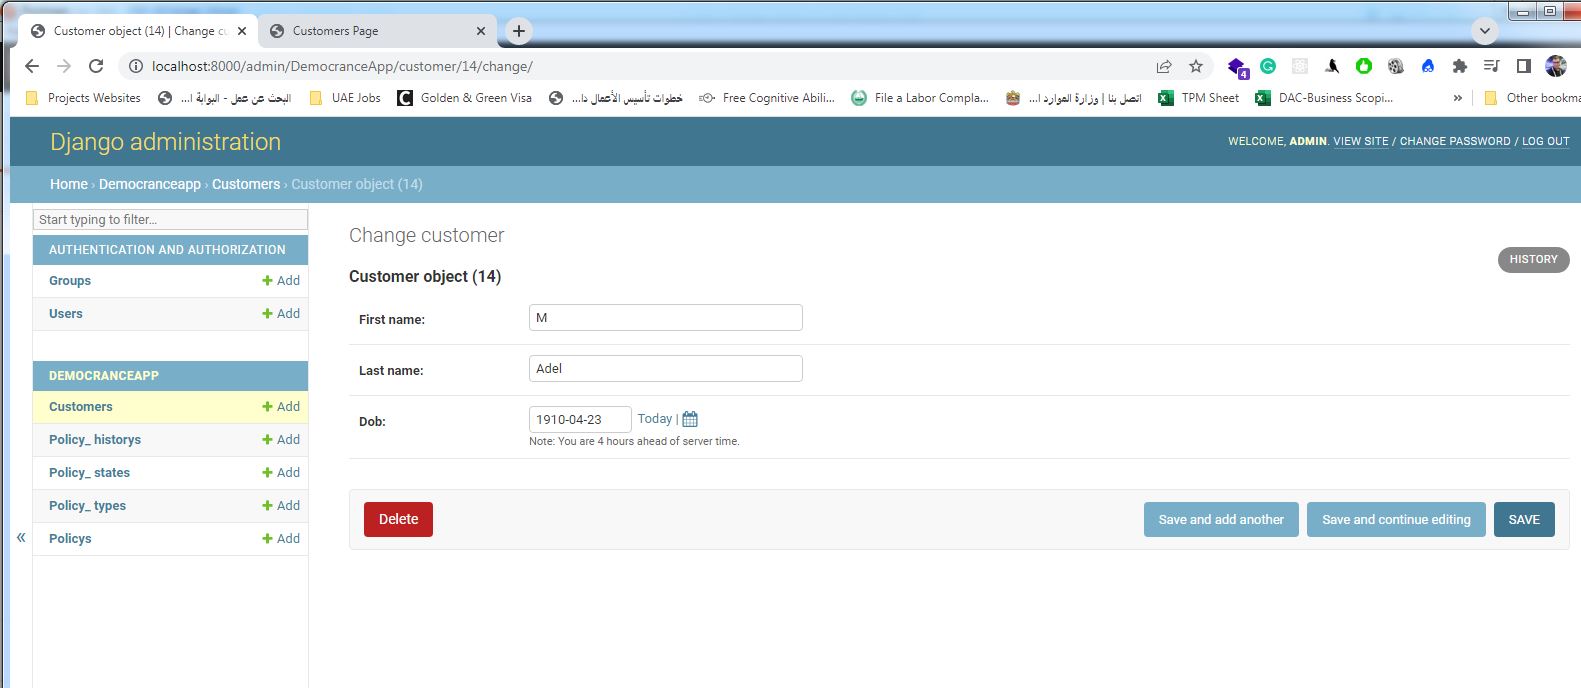 Customer object (14) | Change cu
Customers Page
localhost:8000/admin/DemocranceApp/customer/14/change/
4
Projects Websites
البحث عن عمل - البوابة ا...
UAE Jobs
Golden & Green Visa
خطوات تأسيس الأعمال دا...
Free Cognitive Abili...
File a Labor Compla...
اتصل بنا | وزارة الموارد ا...
TPM Sheet
DAC-Business Scopi...
»
Other bookma
Django administration
WELCOME, ADMIN. VIEW SITE / CHANGE PASSWORD / LOG OUT
Home › Democranceapp › Customers › Customer object (14)
Start typing to filter...
AUTHENTICATION AND AUTHORIZATION
Groups + Add
Users + Add
DEMOCRANCEAPP
Customers + Add
Policy_ historys + Add
Policy_ states + Add
Policy_ types + Add
Policys + Add
«
Change customer
HISTORY
Customer object (14)
First name: M
Last name: Adel
Dob: 1910-04-23 Today |
Note: You are 4 hours ahead of server time.
Delete
Save and add another
Save and continue editing
SAVE